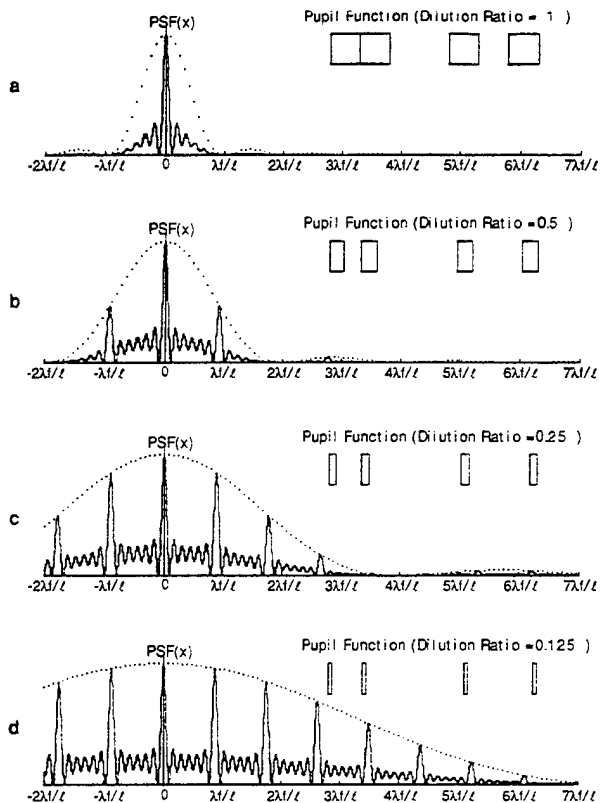 Pupil Function (Dilution Ratio = 1 )
PSF(x)
a
-2λf/ℓ -λf/ℓ 0 λf/ℓ 2λf/ℓ 3λf/ℓ 4λf/ℓ 5λf/ℓ 6λf/ℓ 7λf/ℓ
Pupil Function (Dilution Ratio =0.5 )
PSF(x)
b
-2λf/ℓ -λf/ℓ 0 λf/ℓ 2λf/ℓ 3λf/ℓ 4λf/ℓ 5λf/ℓ 6λf/ℓ 7λf/ℓ
Pupil Function (Dilution Ratio =0.25 )
PSF(x)
c
-2λf/ℓ -λf/ℓ 0 λf/ℓ 2λf/ℓ 3λf/ℓ 4λf/ℓ 5λf/ℓ 6λf/ℓ 7λf/ℓ
Pupil Function (Dilution Ratio =0.125 )
PSF(x)
d
-2λf/ℓ -λf/ℓ 0 λf/ℓ 2λf/ℓ 3λf/ℓ 4λf/ℓ 5λf/ℓ 6λf/ℓ 7λf/ℓ